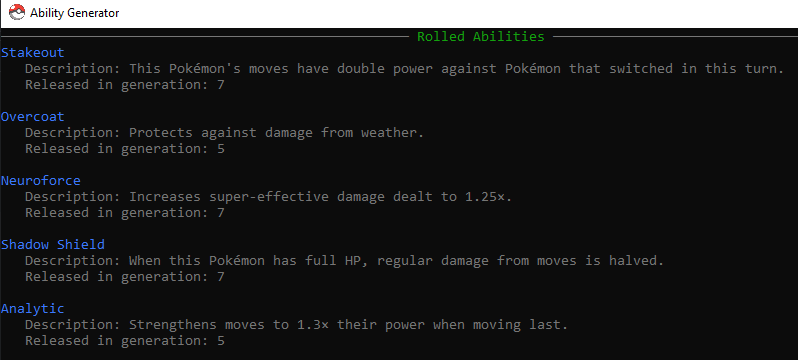 Ability Generator
Rolled Abilities
Stakeout
Description: This Pokémon's moves have double power against Pokémon that switched in this turn.
Released in generation: 7
Overcoat
Description: Protects against damage from weather.
Released in generation: 5
Neuroforce
Description: Increases super-effective damage dealt to 1.25×.
Released in generation: 7
Shadow Shield
Description: When this Pokémon has full HP, regular damage from moves is halved.
Released in generation: 7
Analytic
Description: Strengthens moves to 1.3× their power when moving last.
Released in generation: 5